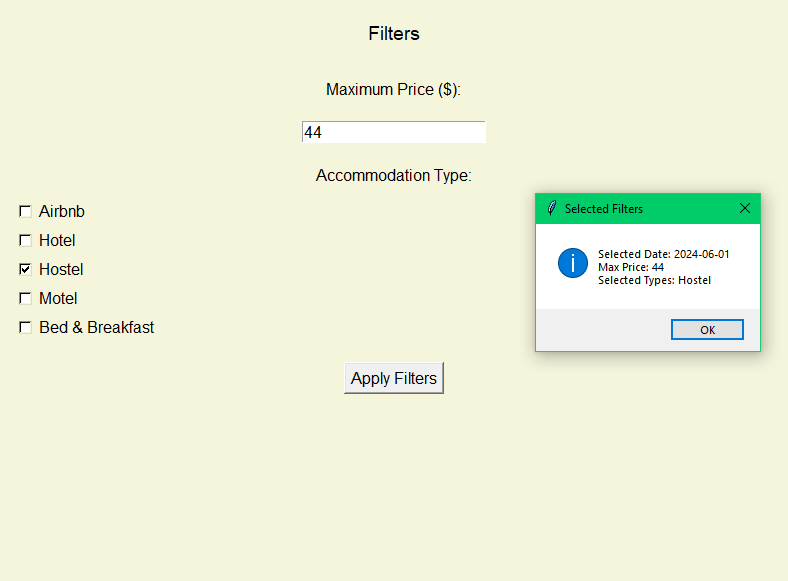 Filters
Maximum Price ($):
44
Accommodation Type:
Airbnb
Hotel
Hostel
Motel
Bed & Breakfast
Apply Filters
Selected Filters
Selected Date: 2024-06-01
Max Price: 44
Selected Types: Hostel
OK